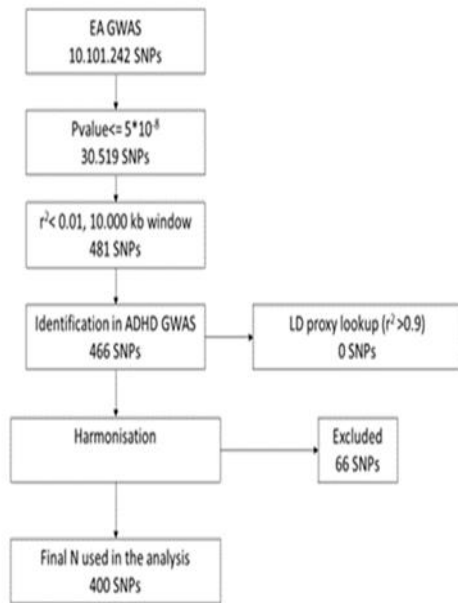 EA GWAS
10.101.242 SNPs
Pvalue<= 5*10⁻⁸
30.519 SNPs
r²< 0.01, 10.000 kb window
481 SNPs
Identification in ADHD GWAS
466 SNPs
LD proxy lookup (r² >0.9)
0 SNPs
Harmonisation
Excluded
66 SNPs
Final N used in the analysis
400 SNPs